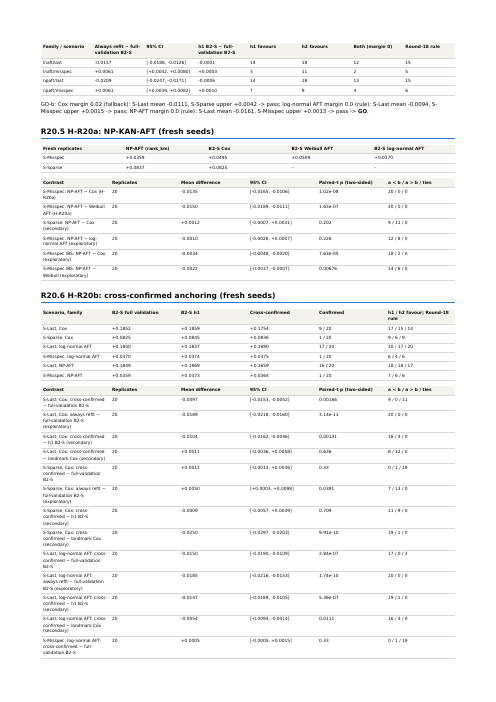 Family / scenario Always refit − full-validation B2-S 95% CI h1 B2-S − full-validation B2-S h1 favours h2 favours Both (margin 0) Round-18 rule
lnaft/last -0.0157 [-0.0188, -0.0126] -0.0001 14 18 12 15
lnaft/misspec +0.0061 [+0.0042, +0.0080] +0.0003 3 11 2 5
npaft/last -0.0209 [-0.0247, -0.0171] -0.0006 14 18 13 15
npaft/misspec +0.0061 [+0.0039, +0.0082] +0.0010 7 9 4 6
GO-b: Cox margin 0.02 (fallback): S-Last mean -0.0111, S-Sparse upper +0.0042 -> pass; log-normal AFT margin 0.0 (rule): S-Last mean -0.0094, S-Misspec upper +0.0015 -> pass; NP-AFT margin 0.0 (rule): S-Last mean -0.0161, S-Misspec upper +0.0013 -> pass -> GO.
R20.5 H-R20a: NP-KAN-AFT (fresh seeds)
Fresh replicates NP-AFT (rank_km) B2-S Cox B2-S Weibull AFT B2-S log-normal AFT
S-Misspec +0.0359 +0.0495 +0.0509 +0.0370
S-Sparse +0.0837 +0.0825 – –
Contrast Replicates Mean difference 95% CI Paired-t p (two-sided) a < b / a > b / ties
S-Misspec: NP-AFT − Cox (H-R20a) 20 -0.0135 [-0.0165, -0.0106] 1.02e-08 20 / 0 / 0
S-Misspec: NP-AFT − Weibull AFT (H-R20a) 20 -0.0150 [-0.0189, -0.0111] 1.65e-07 20 / 0 / 0
S-Sparse: NP-AFT − Cox (secondary) 20 +0.0012 [-0.0007, +0.0031] 0.202 9 / 11 / 0
S-Misspec: NP-AFT − log-normal AFT (exploratory) 20 -0.0010 [-0.0028, +0.0007] 0.226 12 / 8 / 0
S-Misspec IBS: NP-AFT − Cox (exploratory) 20 -0.0034 [-0.0048, -0.0020] 7.63e-05 18 / 2 / 0
S-Misspec IBS: NP-AFT − Weibull (exploratory) 20 -0.0022 [-0.0037, -0.0007] 0.00676 14 / 6 / 0
R20.6 H-R20b: cross-confirmed anchoring (fresh seeds)
Scenario, family B2-S full validation B2-S h1 Cross-confirmed Confirmed h1 / h2 favour; Round-18 rule
S-Last, Cox +0.1852 +0.1859 +0.1754 9 / 20 17 / 15 / 14
S-Sparse, Cox +0.0825 +0.0845 +0.0836 1 / 20 9 / 6 / 9
S-Last, log-normal AFT +0.1840 +0.1837 +0.1690 17 / 20 20 / 17 / 20
S-Misspec, log-normal AFT +0.0370 +0.0374 +0.0375 1 / 20 6 / 4 / 6
S-Last, NP-AFT +0.1849 +0.1869 +0.1659 16 / 20 18 / 18 / 17
S-Misspec, NP-AFT +0.0359 +0.0373 +0.0364 1 / 20 7 / 6 / 6
Contrast Replicates Mean difference 95% CI Paired-t p (two-sided) a < b / a > b / ties
S-Last, Cox: cross-confirmed − full-validation B2-S 20 -0.0097 [-0.0153, -0.0042] 0.00166 9 / 0 / 11
S-Last, Cox: always refit − full-validation B2-S (exploratory) 20 -0.0189 [-0.0218, -0.0160] 3.14e-11 20 / 0 / 0
S-Last, Cox: cross-confirmed − h1 B2-S (secondary) 20 -0.0104 [-0.0162, -0.0046] 0.00131 16 / 4 / 0
S-Last, Cox: cross-confirmed − landmark Cox (secondary) 20 +0.0011 [-0.0036, +0.0058] 0.636 8 / 12 / 0
S-Sparse, Cox: cross-confirmed − full-validation B2-S 20 +0.0012 [-0.0013, +0.0036] 0.33 0 / 1 / 19
S-Sparse, Cox: always refit − full-validation B2-S (exploratory) 20 +0.0050 [+0.0003, +0.0098] 0.0391 7 / 13 / 0
S-Sparse, Cox: cross-confirmed − h1 B2-S (secondary) 20 -0.0009 [-0.0057, +0.0039] 0.709 11 / 9 / 0
S-Sparse, Cox: cross-confirmed − landmark Cox (secondary) 20 -0.0250 [-0.0297, -0.0203] 9.91e-10 19 / 1 / 0
S-Last, log-normal AFT: cross-confirmed − full-validation B2-S 20 -0.0150 [-0.0190, -0.0109] 2.84e-07 17 / 0 / 3
S-Last, log-normal AFT: always refit − full-validation B2-S (exploratory) 20 -0.0185 [-0.0216, -0.0153] 1.74e-10 20 / 0 / 0
S-Last, log-normal AFT: cross-confirmed − h1 B2-S (secondary) 20 -0.0147 [-0.0189, -0.0105] 5.36e-07 19 / 1 / 0
S-Last, log-normal AFT: cross-confirmed − landmark Cox (secondary) 20 -0.0054 [-0.0094, -0.0014] 0.0111 16 / 4 / 0
S-Misspec, log-normal AFT: cross-confirmed − full-validation B2-S 20 +0.0005 [-0.0005, +0.0015] 0.33 0 / 1 / 19